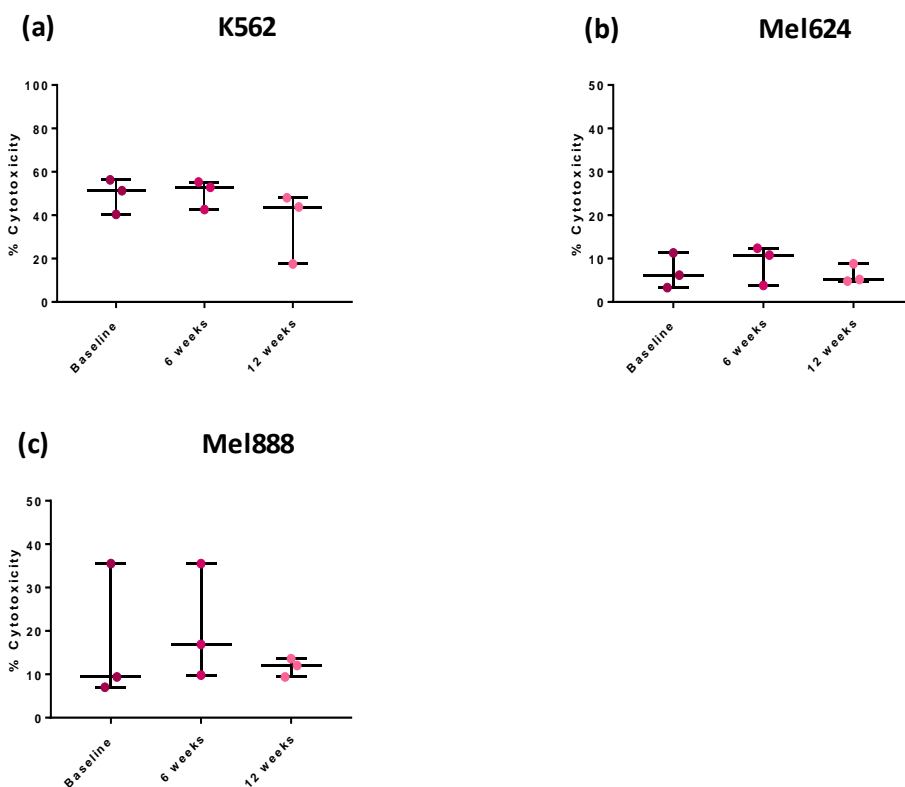 (a) K562
% Cytotoxicity
100
80
60
40
20
0
Baseline
6 weeks
12 weeks
(b) Mel624
% Cytotoxicity
50
40
30
20
10
0
Baseline
6 weeks
12 weeks
(c) Mel888
% Cytotoxicity
50
40
30
20
10
0
Baseline
6 weeks
12 weeks